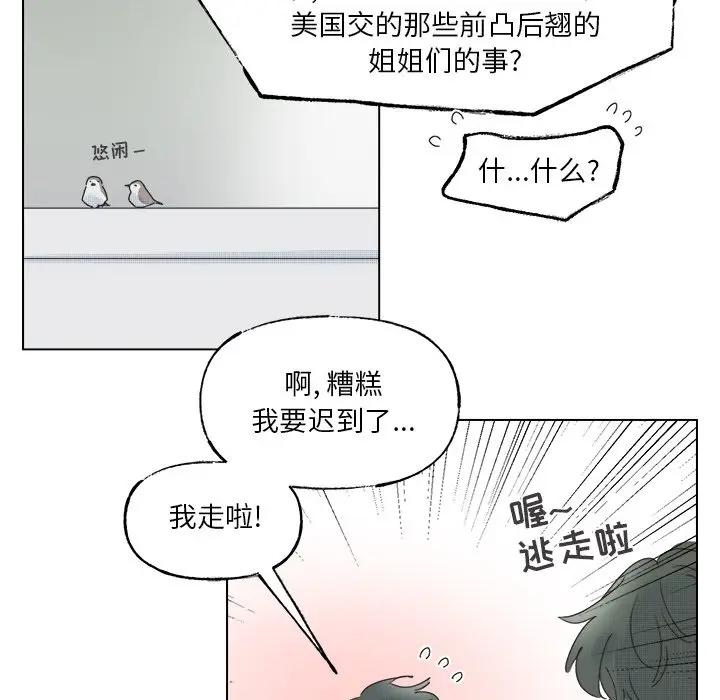 美国交的那些前凸后翘的
姐姐们的事?
什...什么?
悠闲一
啊, 糟糕
我要迟到了...
我走啦!
喔~
逃走啦